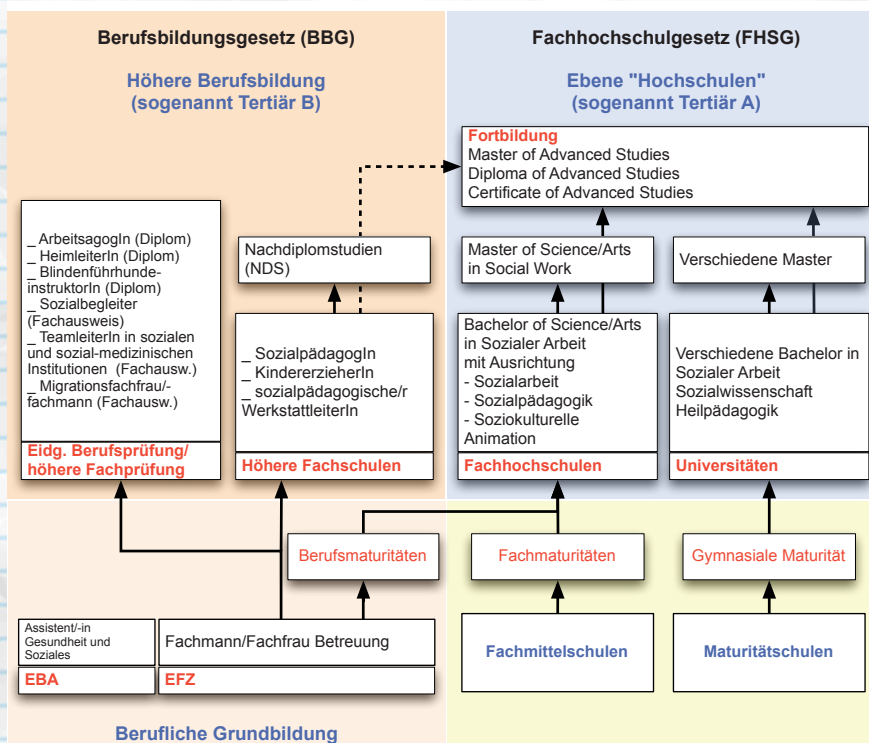 Berufsbildungsgesetz (BBG)
Höhere Berufsbildung
(sogenannt Tertiär B)
Fachhochschulgesetz (FHSG)
Ebene "Hochschulen"
(sogenannt Tertiär A)
Fortbildung
Master of Advanced Studies
Diploma of Advanced Studies
Certificate of Advanced Studies
_ ArbeitsagogIn (Diplom)
_ HeimleiterIn (Diplom)
_ Blindenführhunde-
instruktorIn (Diplom)
_ Sozialbegleiter
(Fachausweis)
_ TeamleiterIn in sozialen
und sozial-medizinischen
Institutionen (Fachausw.)
_ Migrationsfachfrau/-
fachmann (Fachausw.)
Eidg. Berufsprüfung/
höhere Fachprüfung
Nachdiplomstudien
(NDS)
_ SozialpädagogIn
_ KindererzieherIn
_ sozialpädagogische/r
WerkstattleiterIn
Höhere Fachschulen
Master of Science/Arts
in Social Work
Bachelor of Science/Arts
in Sozialer Arbeit
mit Ausrichtung
- Sozialarbeit
- Sozialpädagogik
- Soziokulturelle
Animation
Fachhochschulen
Verschiedene Master
Verschiedene Bachelor in
Sozialer Arbeit
Sozialwissenschaft
Heilpädagogik
Universitäten
Berufsmaturitäten
Fachmaturitäten
Gymnasiale Maturität
Assistent/-in
Gesundheit und
Soziales
EBA
Fachmann/Fachfrau Betreuung
EFZ
Fachmittelschulen
Maturitätschulen
Berufliche Grundbildung